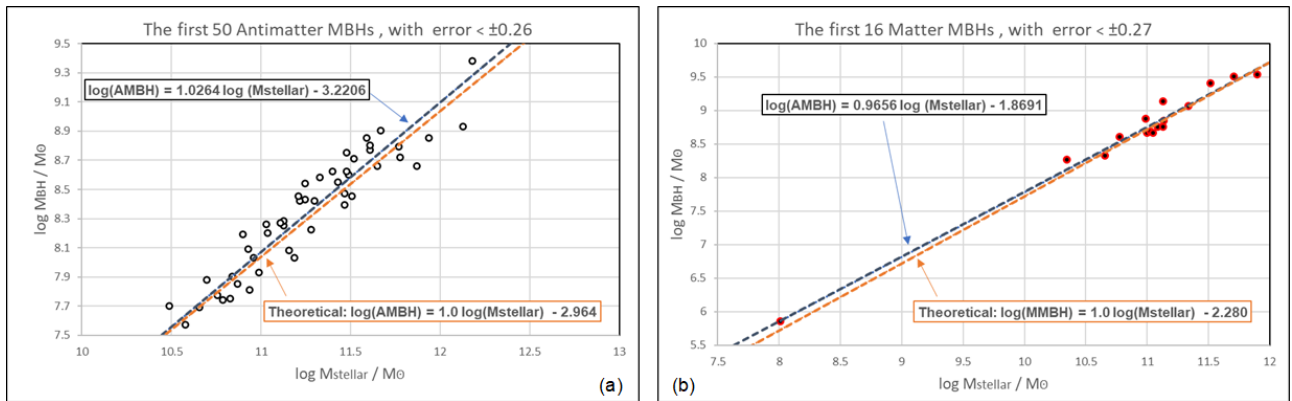 The first 50 Antimatter MBHs , with error < ±0.26
9.5
9.3
9.1
8.9
8.7
8.5
8.3
8.1
7.9
7.7
7.5
log MBH / Mʘ
log(AMBH) = 1.0264 log (Mstellar) - 3.2206
Theoretical: log(AMBH) = 1.0 log(Mstellar) - 2.964
10 10.5 11 11.5 12 12.5 13
log Mstellar / Mʘ
(a)
The first 16 Matter MBHs , with error < ±0.27
10
9.5
9
8.5
8
7.5
7
6.5
6
5.5
log MBH / Mʘ
log(AMBH) = 0.9656 log (Mstellar) - 1.8691
Theoretical: log(MMBH) = 1.0 log(Mstellar) - 2.280
7.5 8 8.5 9 9.5 10 10.5 11 11.5 12
log Mstellar / Mʘ
(b)